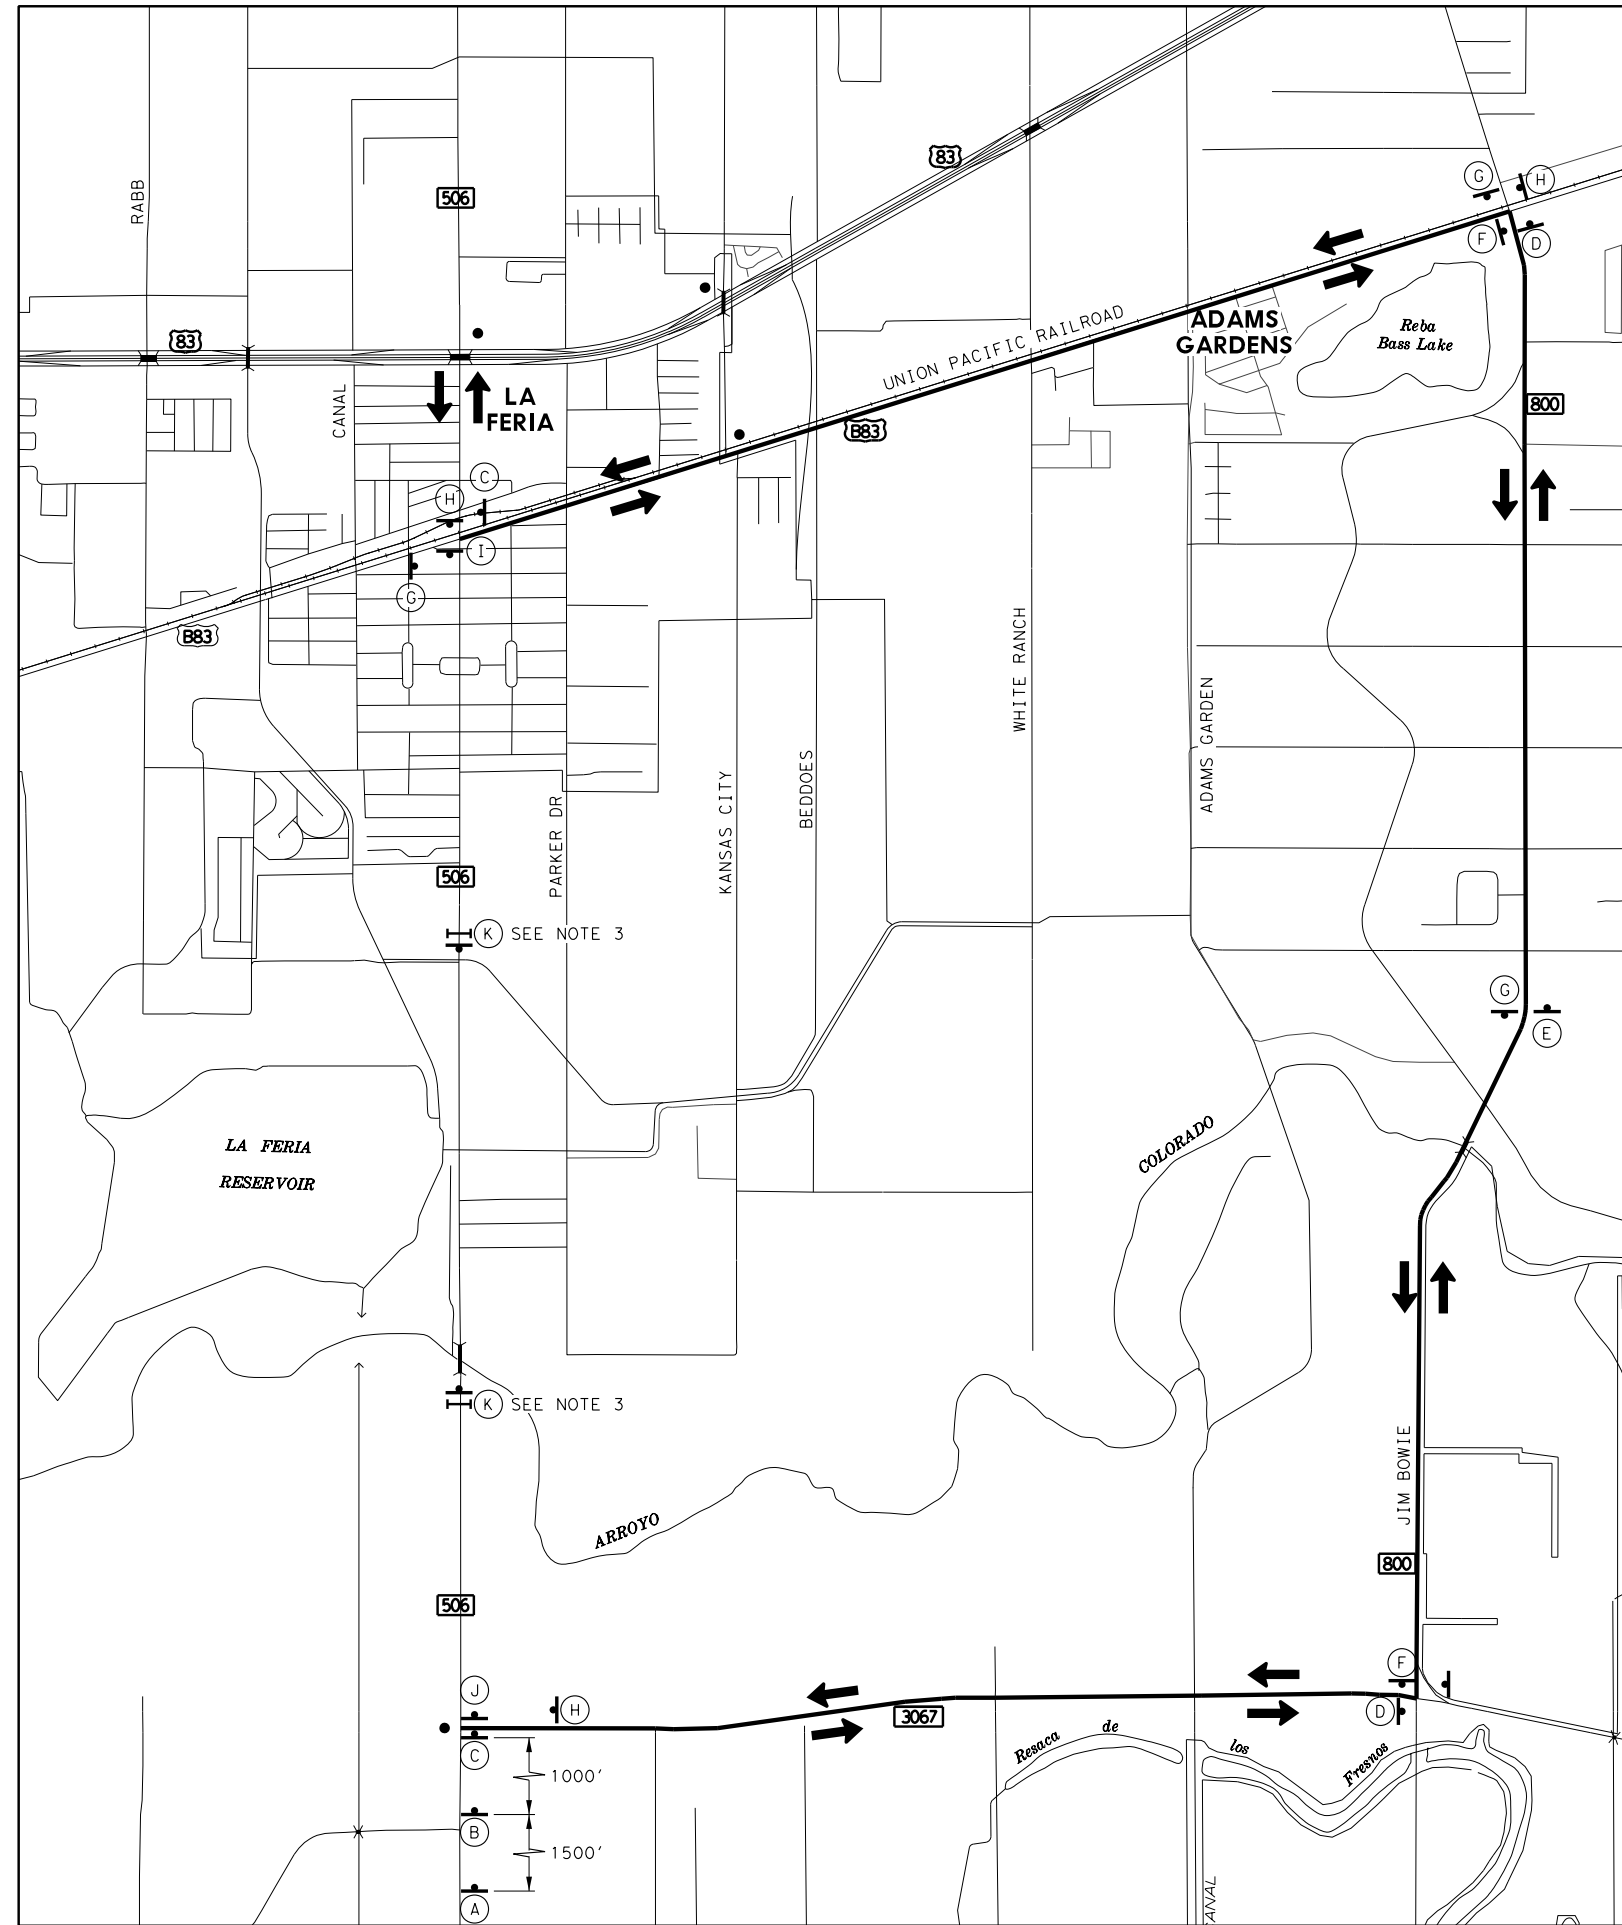 83
G
H
RABB
506
F
D
ADAMS
GARDENS
Reba
Bass Lake
83
UNION PACIFIC RAILROAD
CANAL
LA
FERIA
800
B83
C
H
I
G
B83
WHITE RANCH
ADAMS GARDEN
BEDDOES
KANSAS CITY
PARKER DR
506
K SEE NOTE 3
G
E
COLORADO
LA FERIA
RESERVOIR
K SEE NOTE 3
JIM BOWIE
ARROYO
800
506
F
J
H
D
3067
C
Resaca de los Fresnos
1000'
B
1500'
A
CANAL